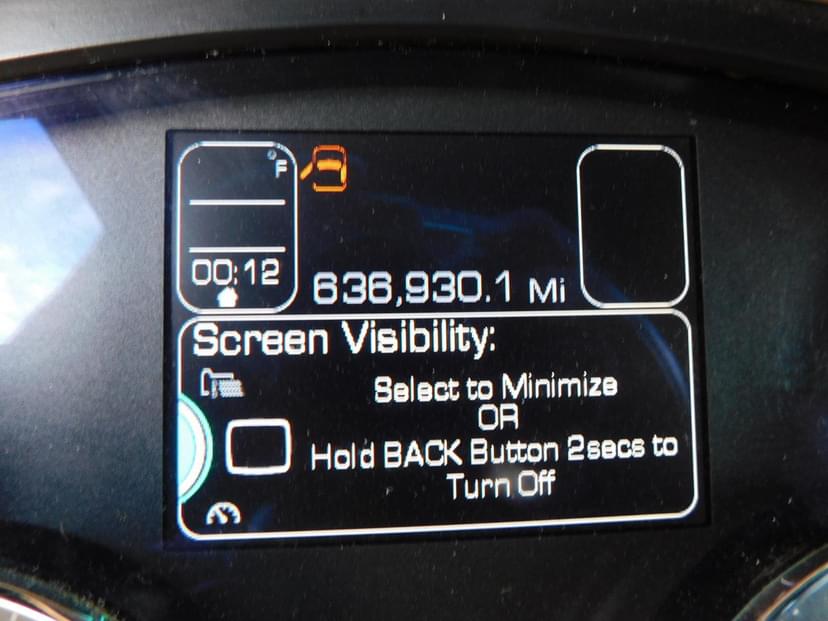 °F
00:12
636,930.1 Mi
Screen Visibility:
Select to Minimize
OR
Hold BACK Button 2secs to
Turn Off